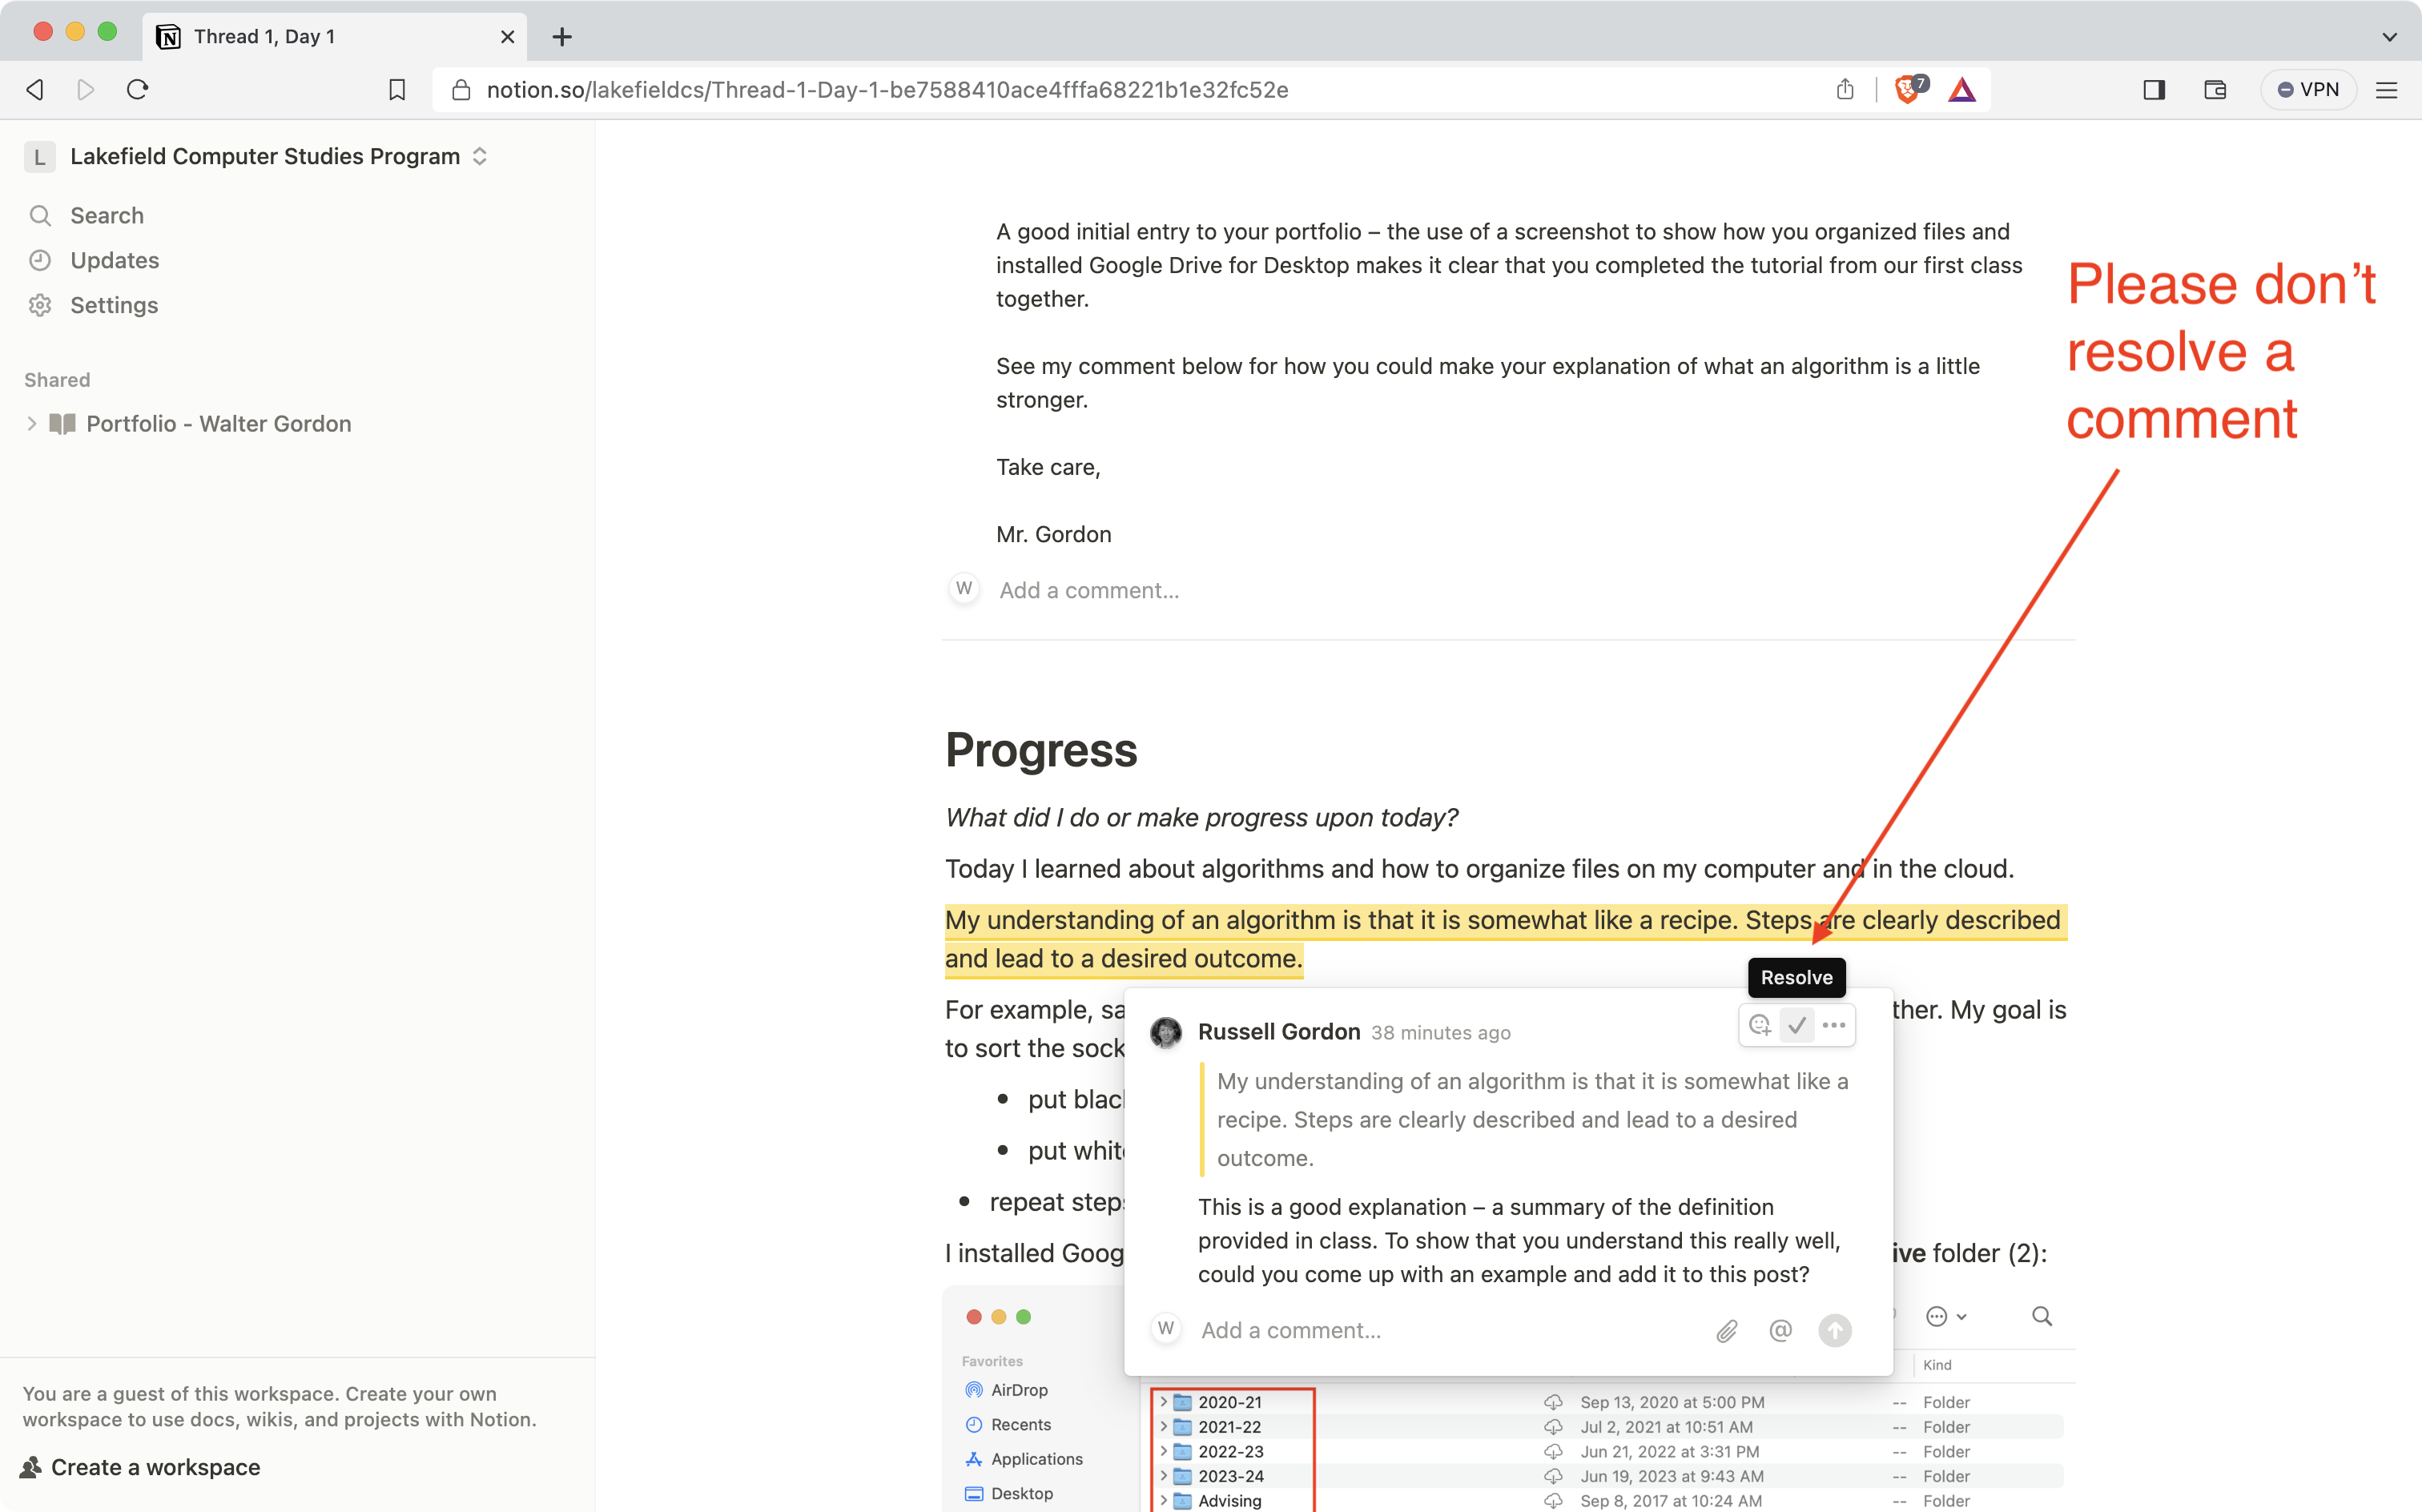 Thread 1, Day 1
notion.so/lakefieldcs/Thread-1-Day-1-be7588410ace4fffa68221b1e32fc52e
7
VPN
L
Lakefield Computer Studies Program
Search
Updates
Settings
Shared
Portfolio - Walter Gordon
You are a guest of this workspace. Create your own
workspace to use docs, wikis, and projects with Notion.
Create a workspace
A good initial entry to your portfolio – the use of a screenshot to show how you organized files and
installed Google Drive for Desktop makes it clear that you completed the tutorial from our first class
together.
See my comment below for how you could make your explanation of what an algorithm is a little
stronger.
Take care,
Mr. Gordon
W
Add a comment…
Please don’t
resolve a
comment
Progress
What did I do or make progress upon today?
Today I learned about algorithms and how to organize files on my computer and in the cloud.
My understanding of an algorithm is that it is somewhat like a recipe. Steps are clearly described
and lead to a desired outcome.
For example, sa ther. My goal is
to sort the sock
• put blac
• put whit
• repeat steps
I installed Goog ive folder (2):
Resolve
Russell Gordon 38 minutes ago
My understanding of an algorithm is that it is somewhat like a
recipe. Steps are clearly described and lead to a desired
outcome.
This is a good explanation – a summary of the definition
provided in class. To show that you understand this really well,
could you come up with an example and add it to this post?
W
Add a comment…
Favorites
AirDrop
Recents
Applications
Desktop
Kind
2020-21 Sep 13, 2020 at 5:00 PM -- Folder
2021-22 Jul 2, 2021 at 10:51 AM -- Folder
2022-23 Jun 21, 2022 at 3:31 PM -- Folder
2023-24 Jun 19, 2023 at 9:43 AM -- Folder
Advising Sep 8, 2017 at 10:24 AM -- Folder